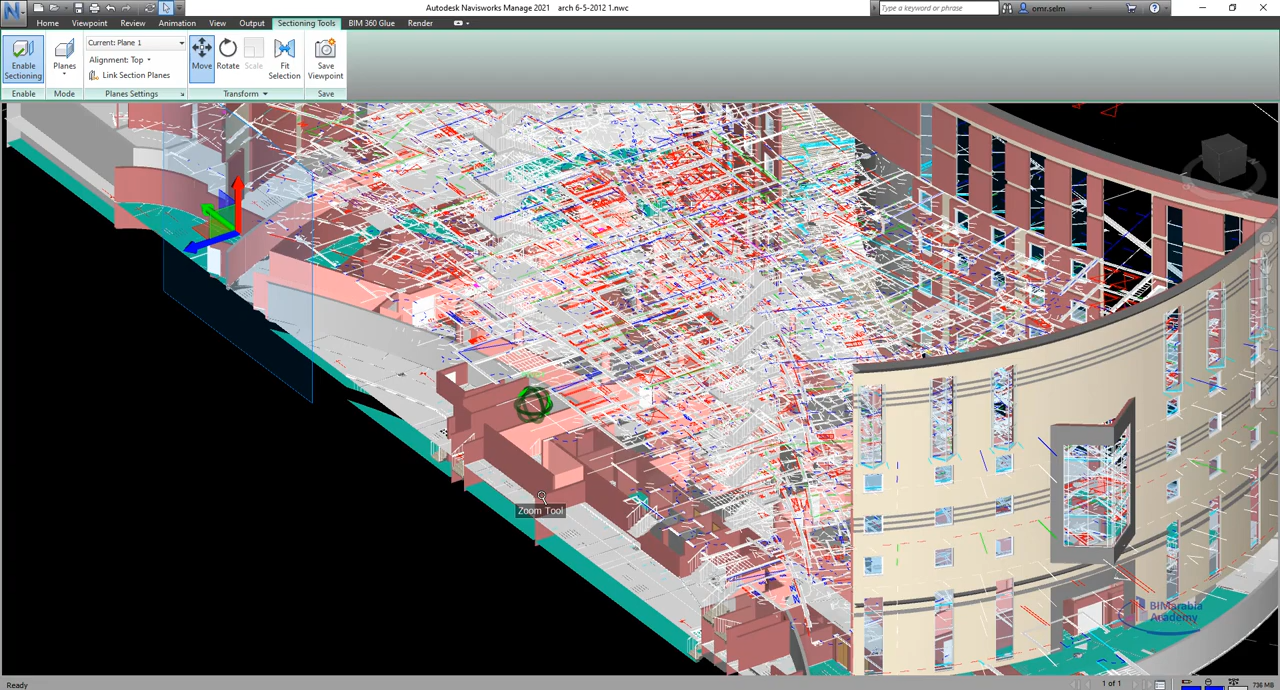 Autodesk Navisworks Manage 2021 arch 6-5-2012 1.nwc
Type a keyword or phrase
omr.selm
Home Viewpoint Review Animation View Output Sectioning Tools BIM 360 Glue Render
Enable Sectioning
Planes
Current: Plane 1
Alignment: Top
Link Section Planes
Move
Rotate
Scale
Fit Selection
Save Viewpoint
Enable Mode Planes Settings Transform Save
Zoom Tool
BIMarabia
Academy
Ready
1 of 1
736 MB